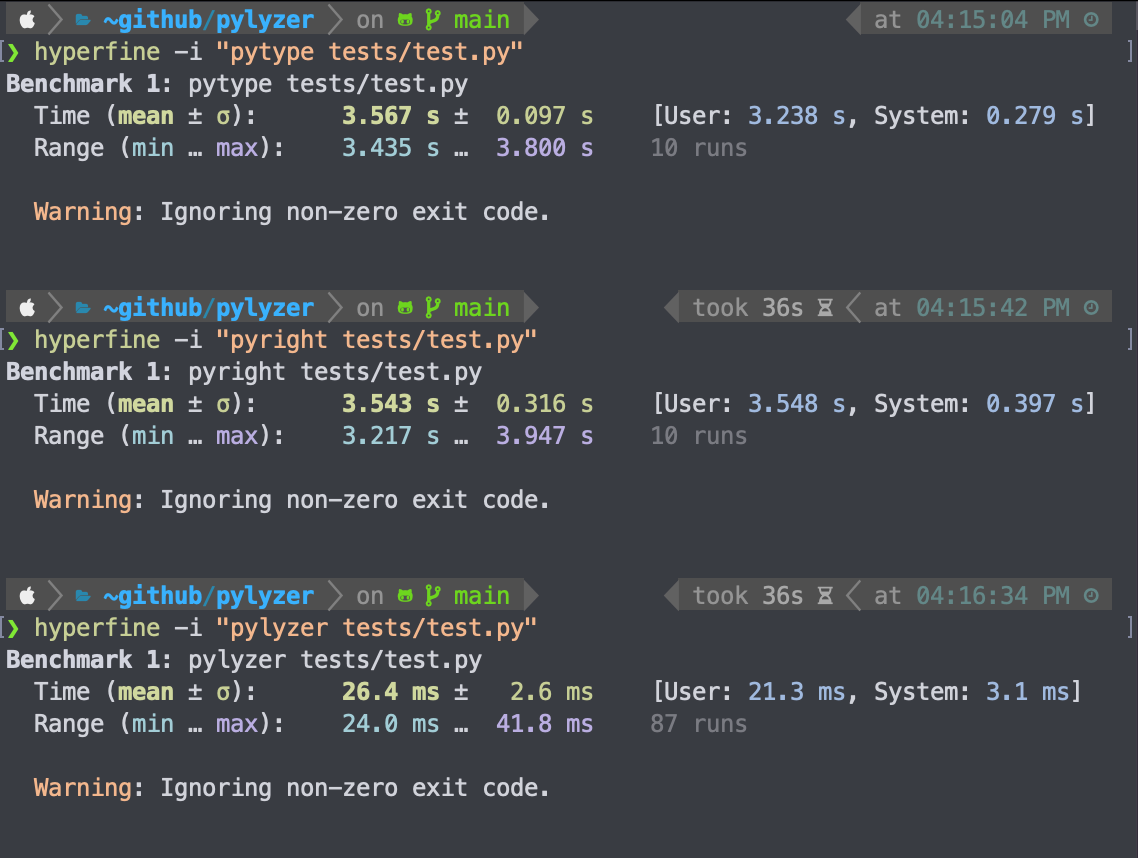 ~github/pylyzer on main at 04:15:04 PM
[❯ hyperfine -i "pytype tests/test.py" ]
Benchmark 1: pytype tests/test.py
Time (mean ± σ): 3.567 s ± 0.097 s [User: 3.238 s, System: 0.279 s]
Range (min … max): 3.435 s … 3.800 s 10 runs
Warning: Ignoring non-zero exit code.
~github/pylyzer on main took 36s at 04:15:42 PM
[❯ hyperfine -i "pyright tests/test.py" ]
Benchmark 1: pyright tests/test.py
Time (mean ± σ): 3.543 s ± 0.316 s [User: 3.548 s, System: 0.397 s]
Range (min … max): 3.217 s … 3.947 s 10 runs
Warning: Ignoring non-zero exit code.
~github/pylyzer on main took 36s at 04:16:34 PM
[❯ hyperfine -i "pylyzer tests/test.py" ]
Benchmark 1: pylyzer tests/test.py
Time (mean ± σ): 26.4 ms ± 2.6 ms [User: 21.3 ms, System: 3.1 ms]
Range (min … max): 24.0 ms … 41.8 ms 87 runs
Warning: Ignoring non-zero exit code.